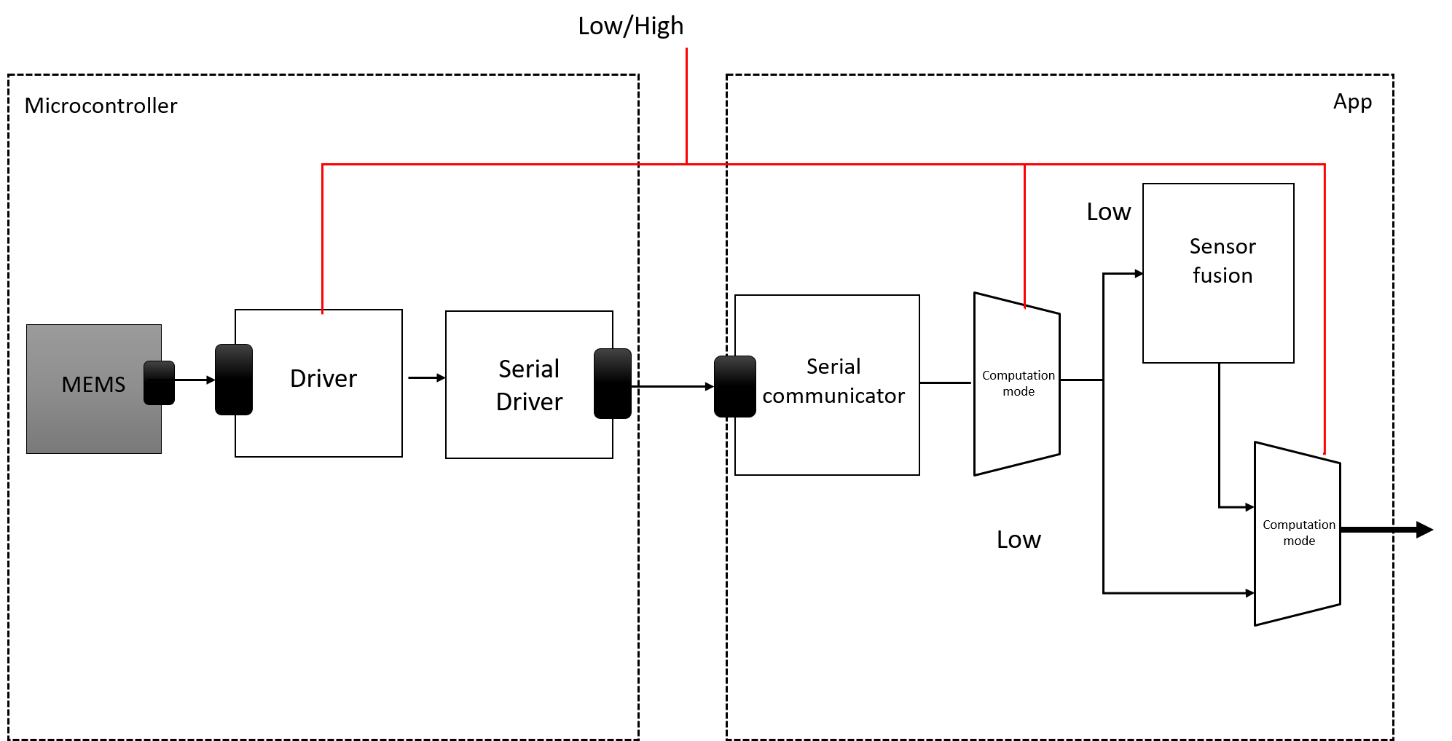 Low/High
Microcontroller
App
Low
Sensor
fusion
MEMS
Driver
Serial
Driver
Serial
communicator
Computation
mode
Low
Computation
mode